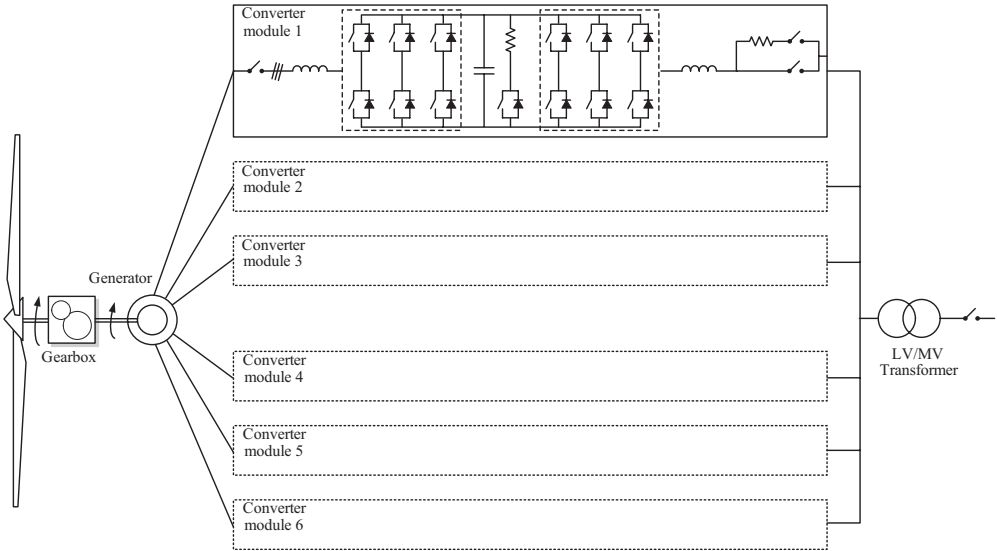 Converter
module 1
Converter
module 2
Converter
module 3
Generator
Gearbox
LV/MV
Transformer
Converter
module 4
Converter
module 5
Converter
module 6